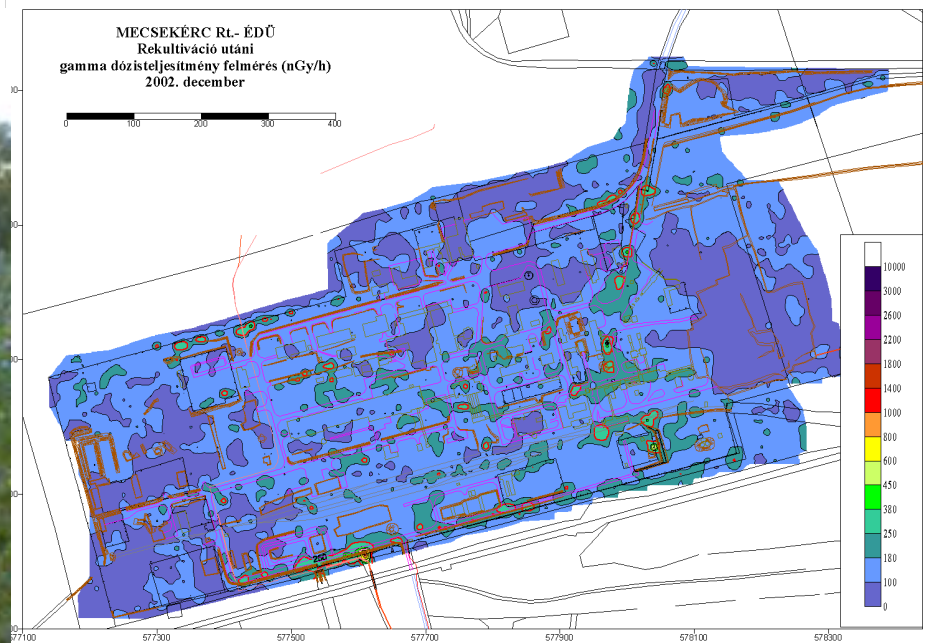 MECSEKÉRC Rt.- ÉDÜ
Rekultiváció utáni
gamma dózisteljesítmény felmérés (nGy/h)
2002. december
0 100 200 300 400
10000
3000
2600
2200
1800
1400
1000
800
600
450
380
250
180
100
0
250
577100 577300 577500 577700 577900 578100 578300